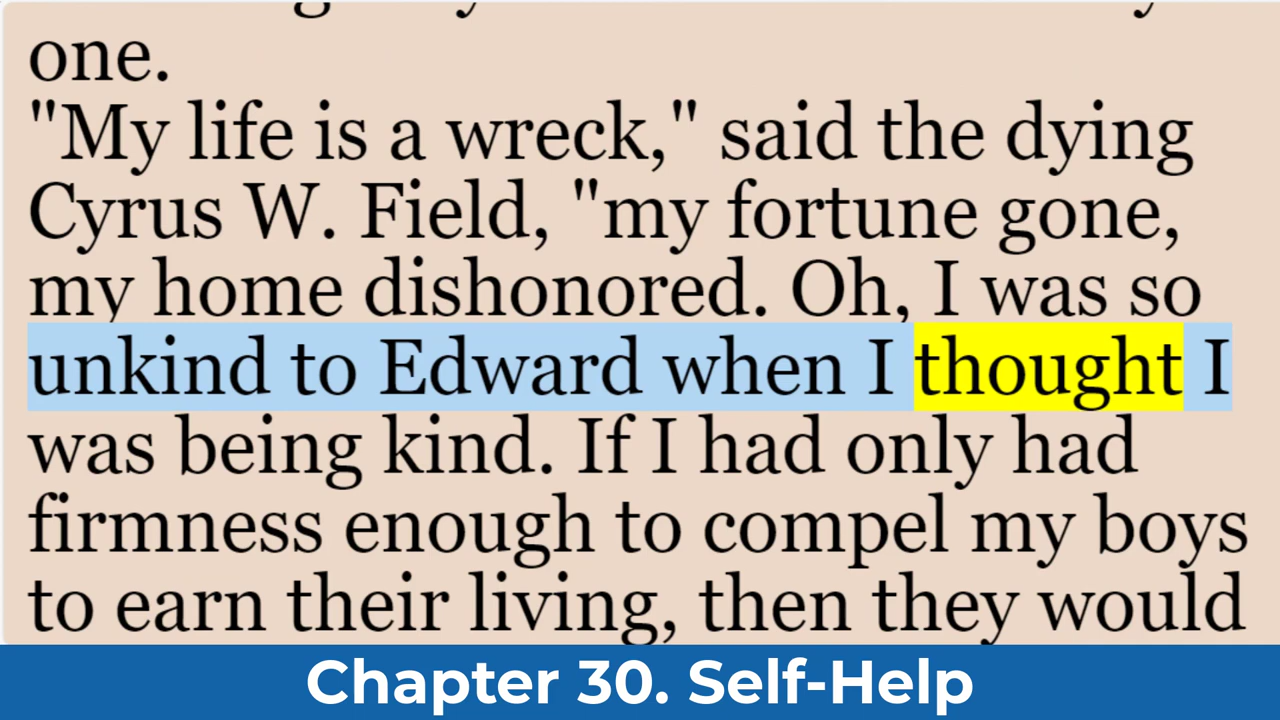 one.
"My life is a wreck," said the dying
Cyrus W. Field, "my fortune gone,
my home dishonored. Oh, I was so
unkind to Edward when I thought I
was being kind. If I had only had
firmness enough to compel my boys
to earn their living, then they would
Chapter 30. Self-Help